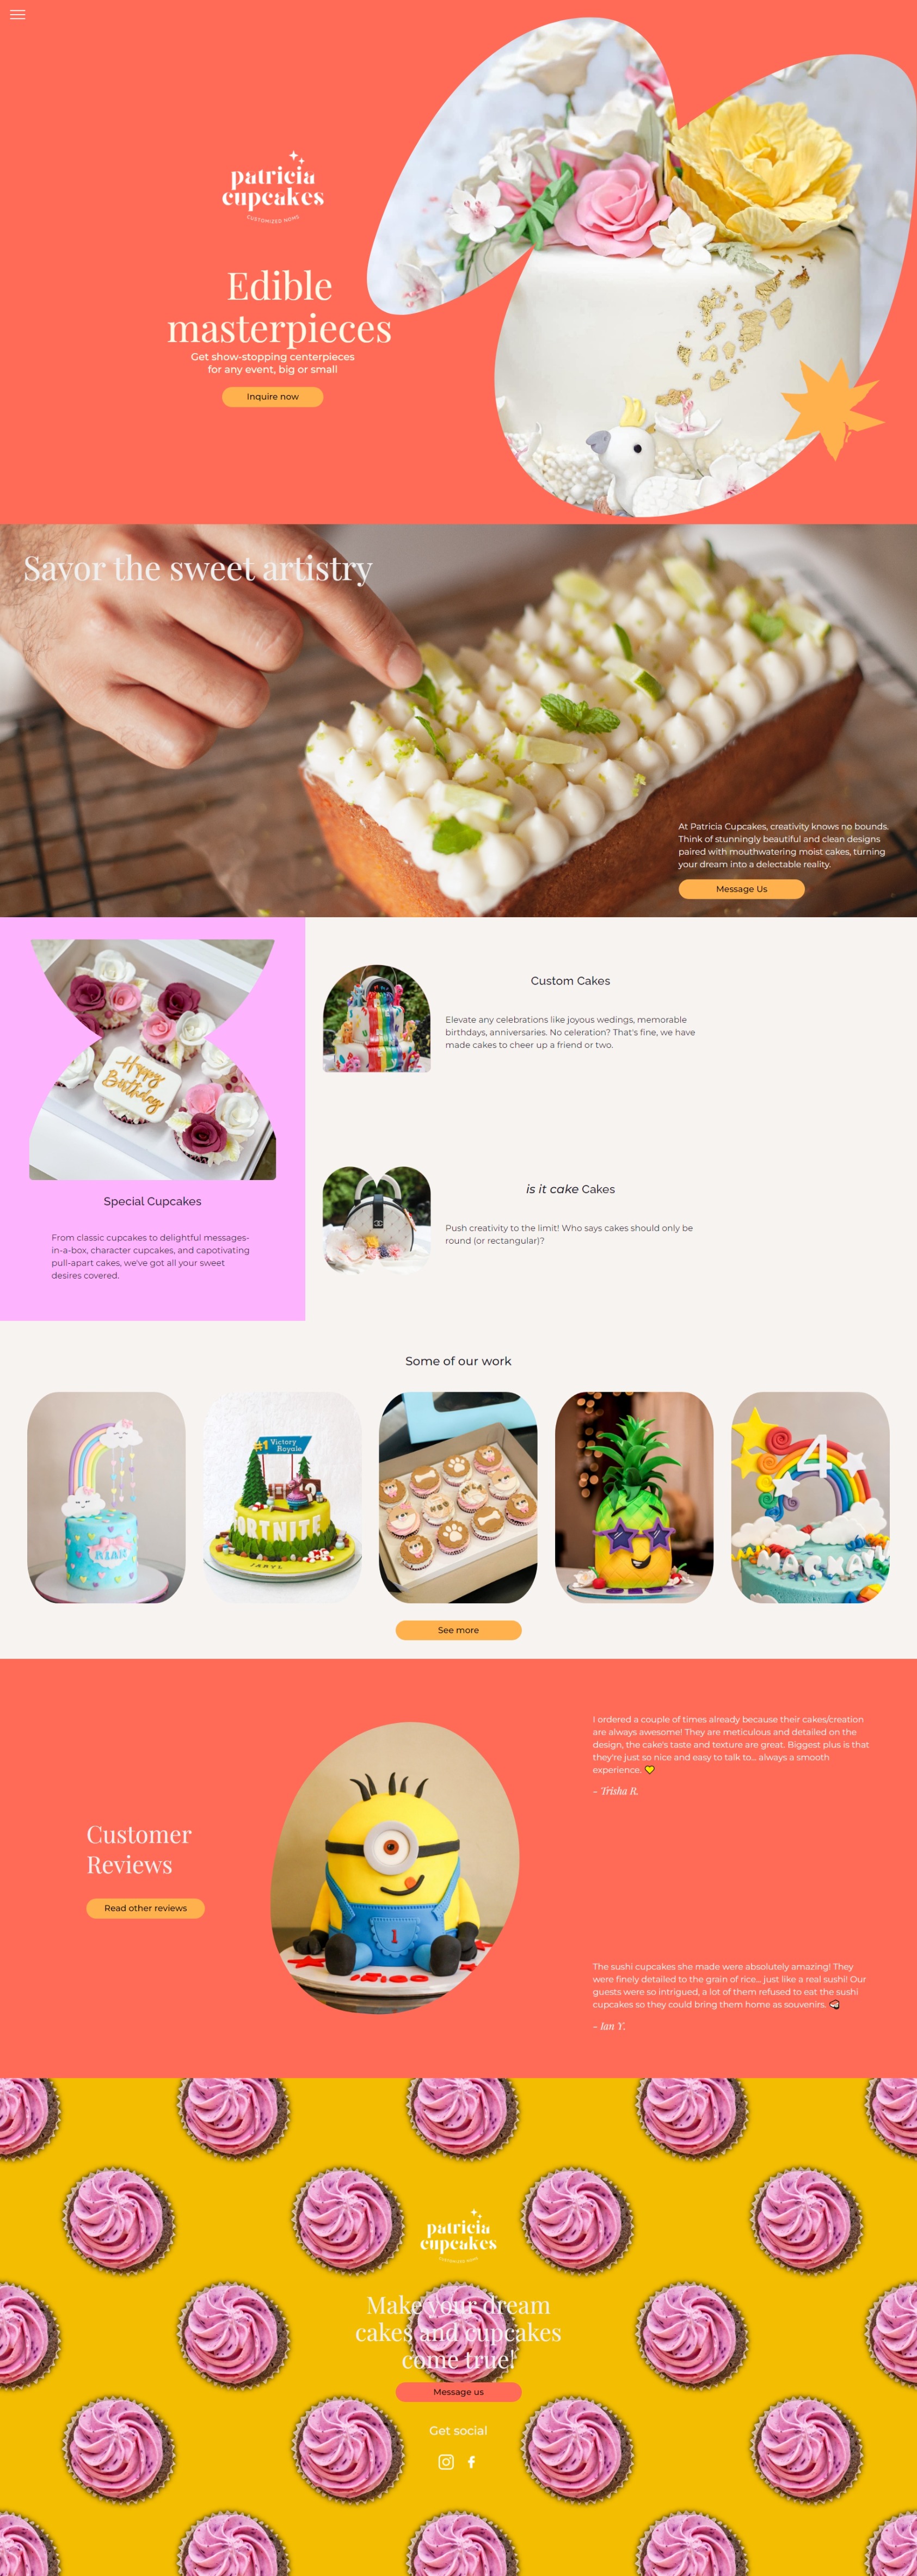 patricia
cupcakes
CUSTOMIZED NOMS
Edible
masterpieces
Get show-stopping centerpieces
for any event, big or small
Inquire now
Savor the sweet artistry
At Patricia Cupcakes, creativity knows no bounds.
Think of stunningly beautiful and clean designs
paired with mouthwatering moist cakes, turning
your dream into a delectable reality.
Message Us
Happy
Birthday
Special Cupcakes
From classic cupcakes to delightful messages-
in-a-box, character cupcakes, and capotivating
pull-apart cakes, we've got all your sweet
desires covered.
Custom Cakes
Elevate any celebrations like joyous wedings, memorable
birthdays, anniversaries. No celeration? That's fine, we have
made cakes to cheer up a friend or two.
is it cake Cakes
Push creativity to the limit! Who says cakes should only be
round (or rectangular)?
Some of our work
#1 Victory
Royale
FORTNITE
4
See more
I ordered a couple of times already because their cakes/creation
are always awesome! They are meticulous and detailed on the
design, the cake's taste and texture are great. Biggest plus is that
they're just so nice and easy to talk to... always a smooth
experience. 💛
- Trisha R.
Customer
Reviews
Read other reviews
1
The sushi cupcakes she made were absolutely amazing! They
were finely detailed to the grain of rice... just like a real sushi! Our
guests were so intrigued, a lot of them refused to eat the sushi
cupcakes so they could bring them home as souvenirs. 🍙
- Ian Y.
patricia
cupcakes
CUSTOMIZED NOMS
Make your dream
cakes and cupcakes
come true!
Message us
Get social